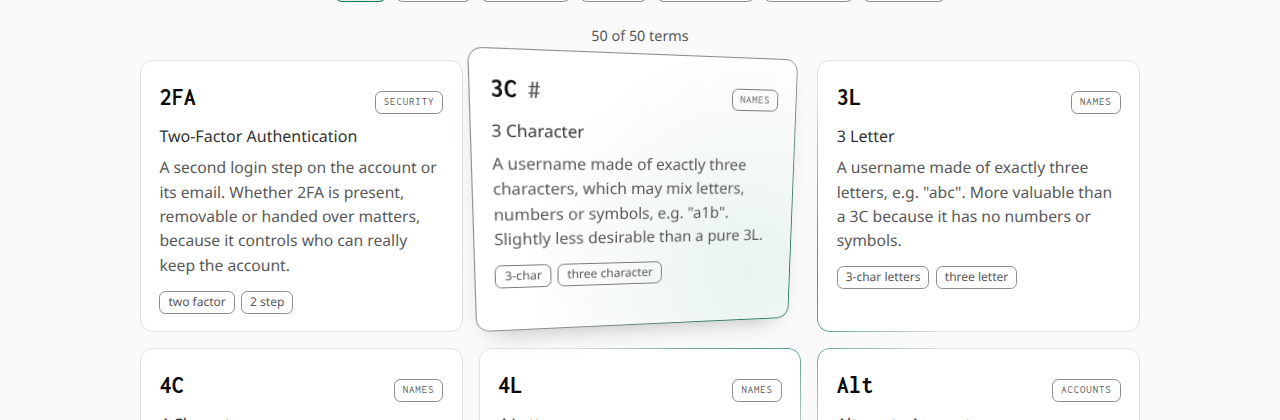 50 of 50 terms
2FA
SECURITY
Two-Factor Authentication
A second login step on the account or
its email. Whether 2FA is present,
removable or handed over matters,
because it controls who can really
keep the account.
two factor
2 step
3C #
NAMES
3 Character
A username made of exactly three
characters, which may mix letters,
numbers or symbols, e.g. "a1b".
Slightly less desirable than a pure 3L.
3-char
three character
3L
NAMES
3 Letter
A username made of exactly three
letters, e.g. "abc". More valuable than
a 3C because it has no numbers or
symbols.
3-char letters
three letter
4C
NAMES
4L
NAMES
Alt
ACCOUNTS